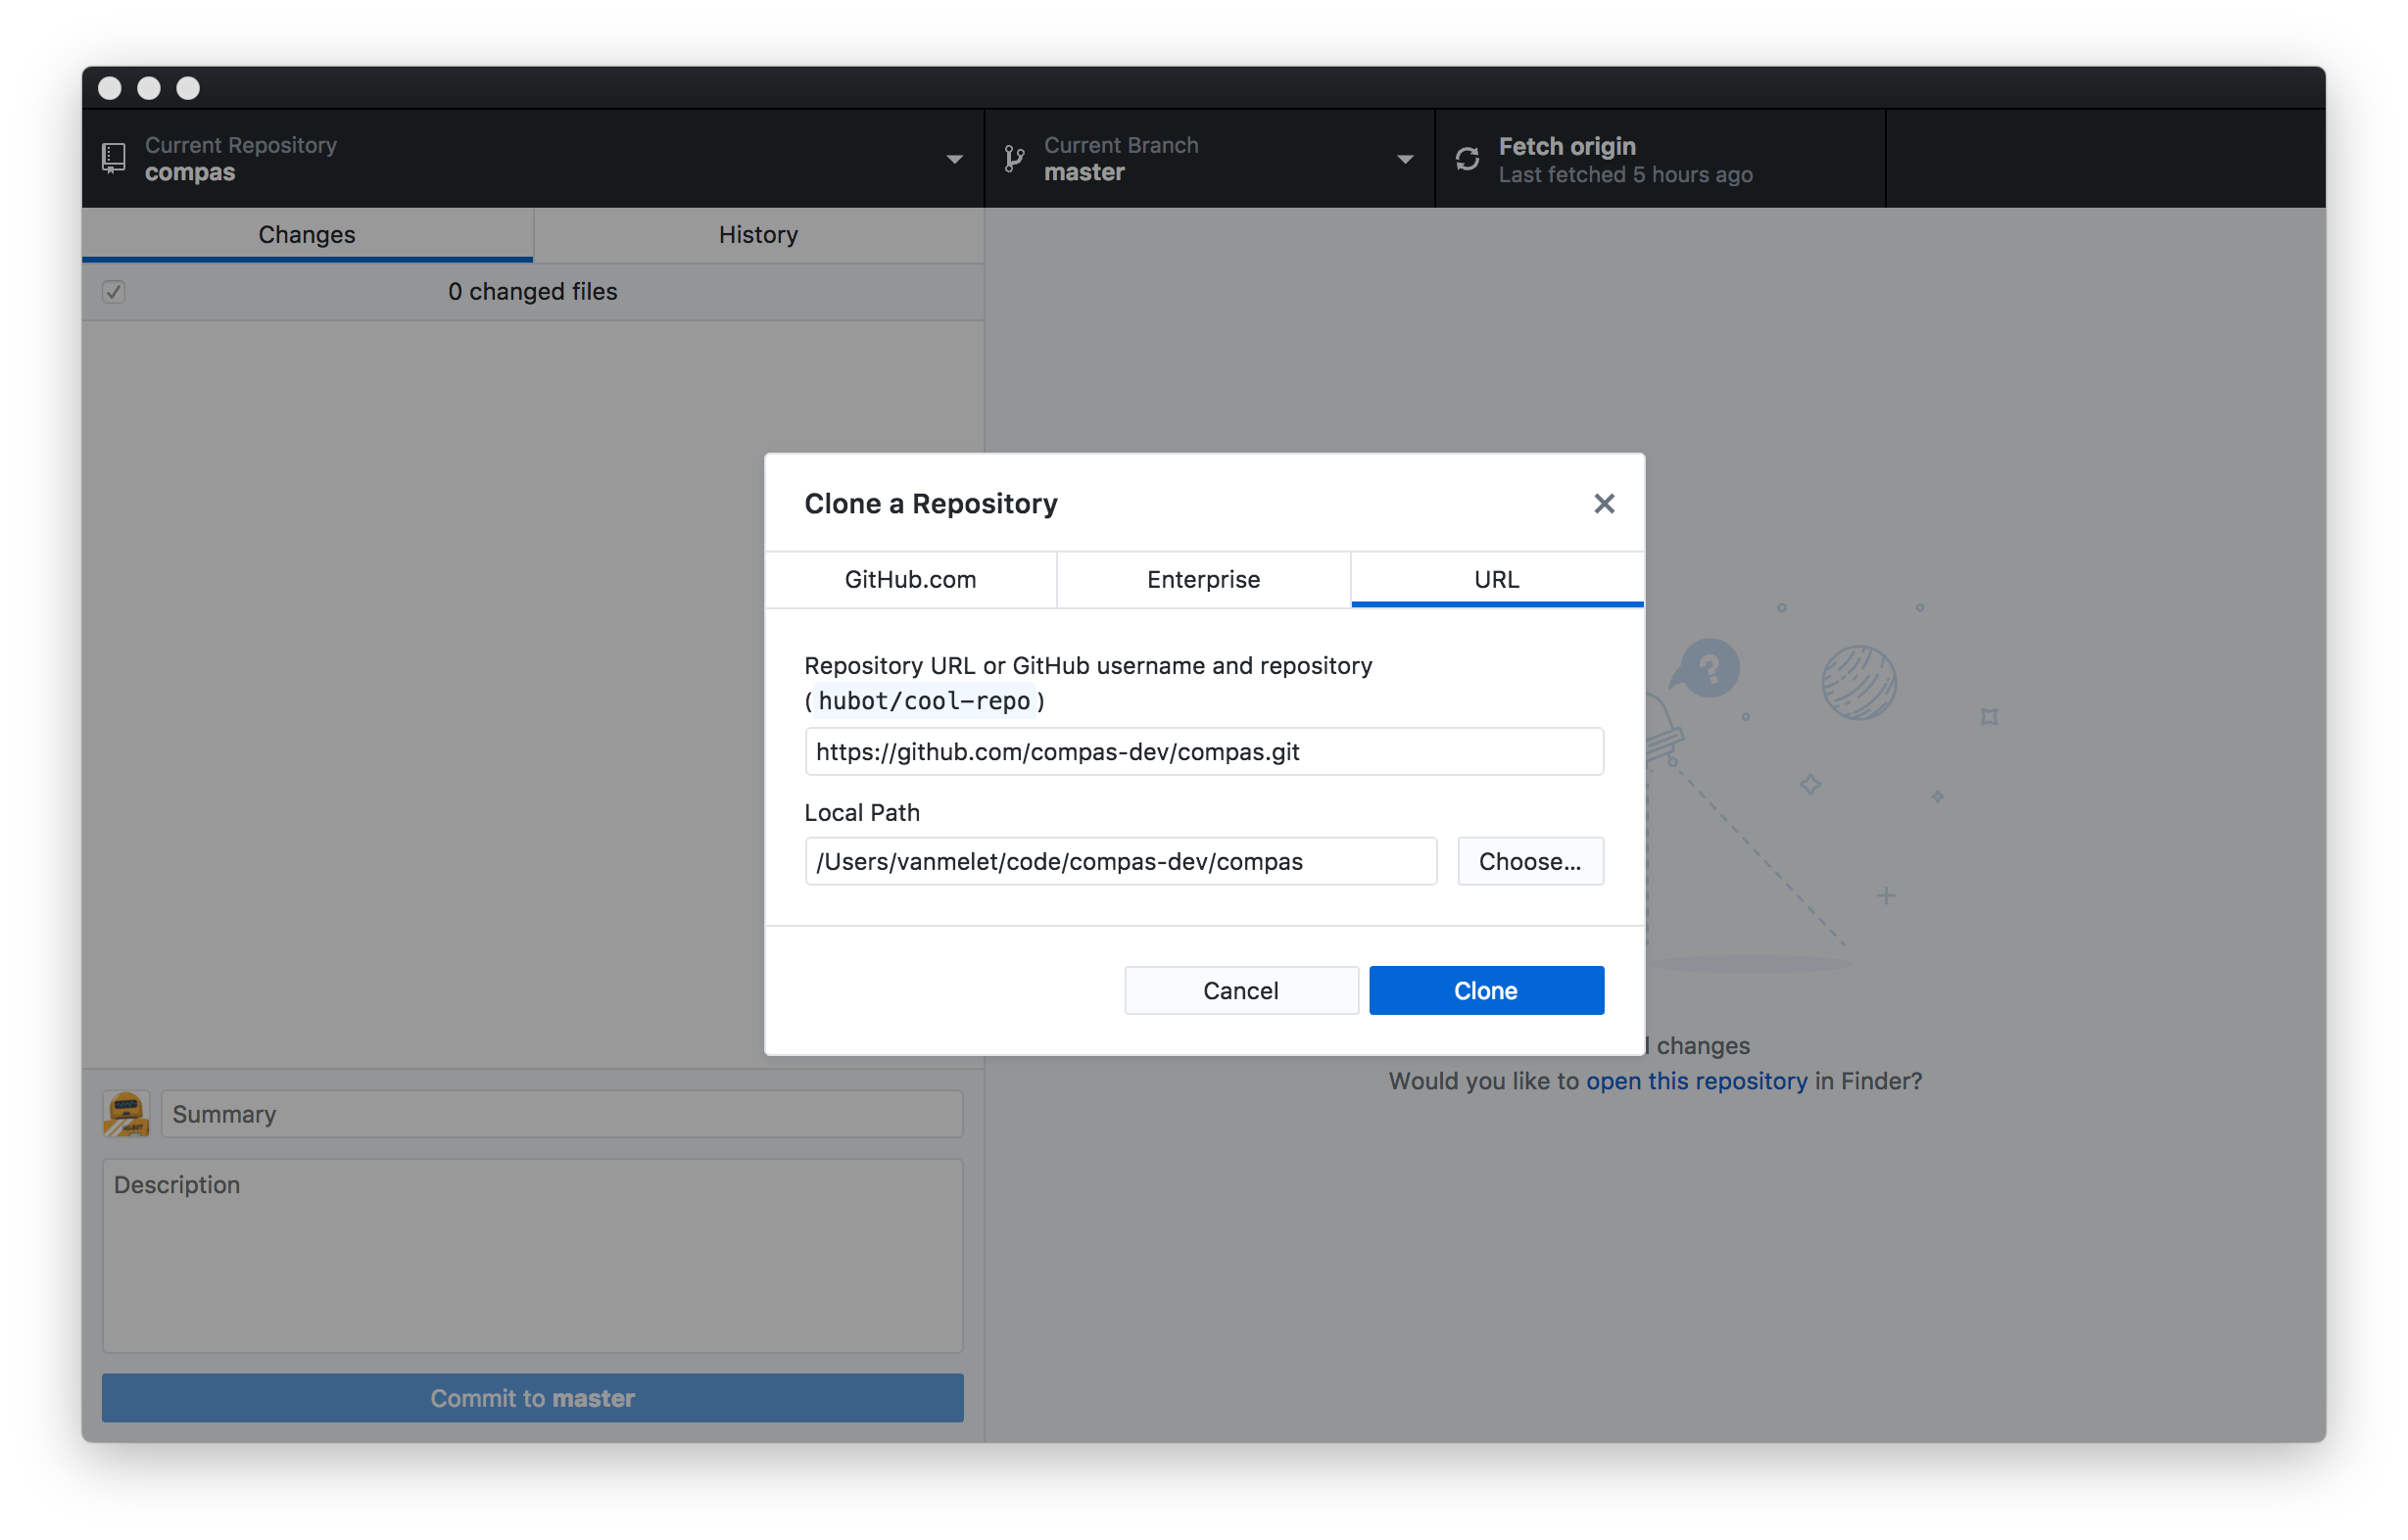 Current Repository
compas
Current Branch
master
Fetch origin
Last fetched 5 hours ago
Changes
History
0 changed files
Clone a Repository
GitHub.com
Enterprise
URL
Repository URL or GitHub username and repository
(hubot/cool-repo)
https://github.com/compas-dev/compas.git
Local Path
/Users/vanmelet/code/compas-dev/compas
Choose...
Cancel
Clone
changes
Would you like to open this repository in Finder?
Summary
Description
Commit to master